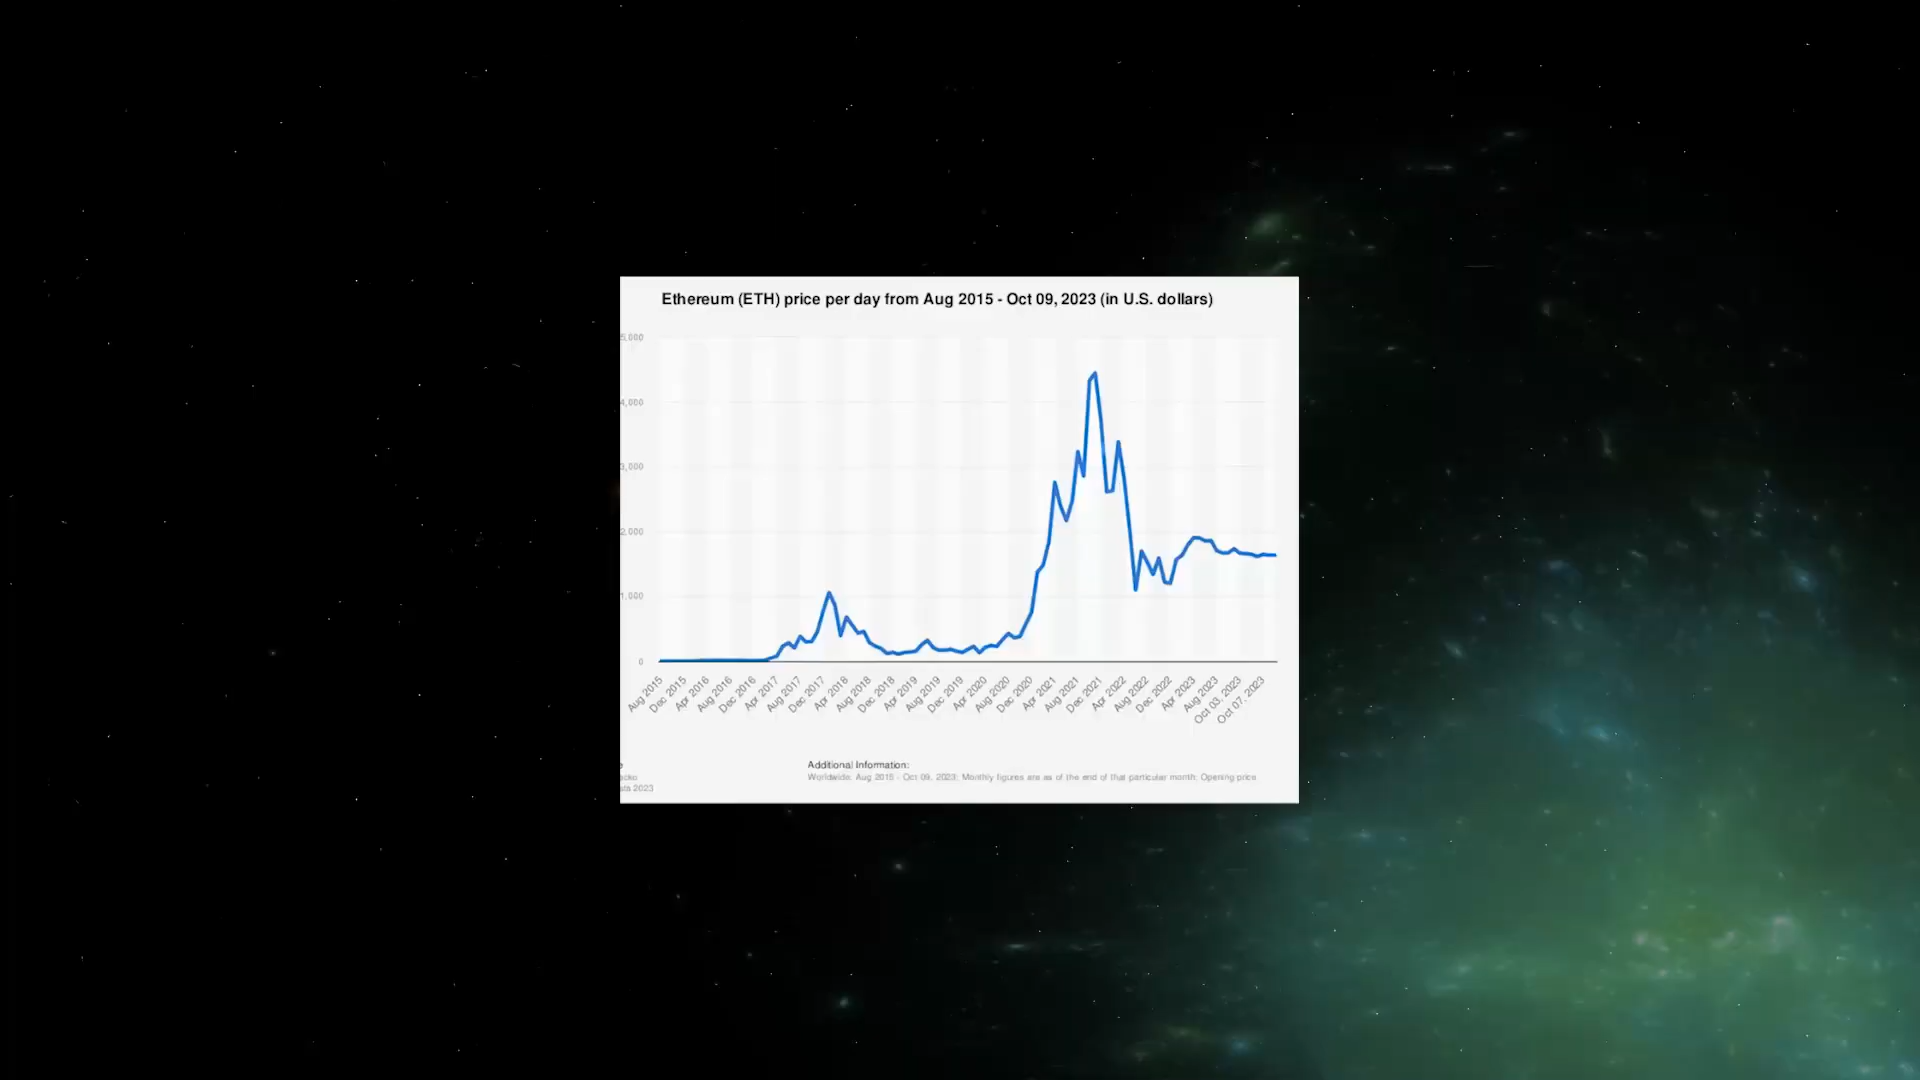 Ethereum (ETH) price per day from Aug 2015 - Oct 09, 2023 (in U.S. dollars)
5,000
4,000
3,000
2,000
1,000
0
Aug 2015
Dec 2015
Apr 2016
Aug 2016
Dec 2016
Apr 2017
Aug 2017
Dec 2017
Apr 2018
Aug 2018
Dec 2018
Apr 2019
Aug 2019
Dec 2019
Apr 2020
Aug 2020
Dec 2020
Apr 2021
Aug 2021
Dec 2021
Apr 2022
Aug 2022
Dec 2022
Apr 2023
Aug 2023
Oct 03, 2023
Oct 07, 2023
Additional Information:
Worldwide; Aug 2015 - Oct 09, 2023; Monthly figures are as of the end of that particular month; Opening price
2023